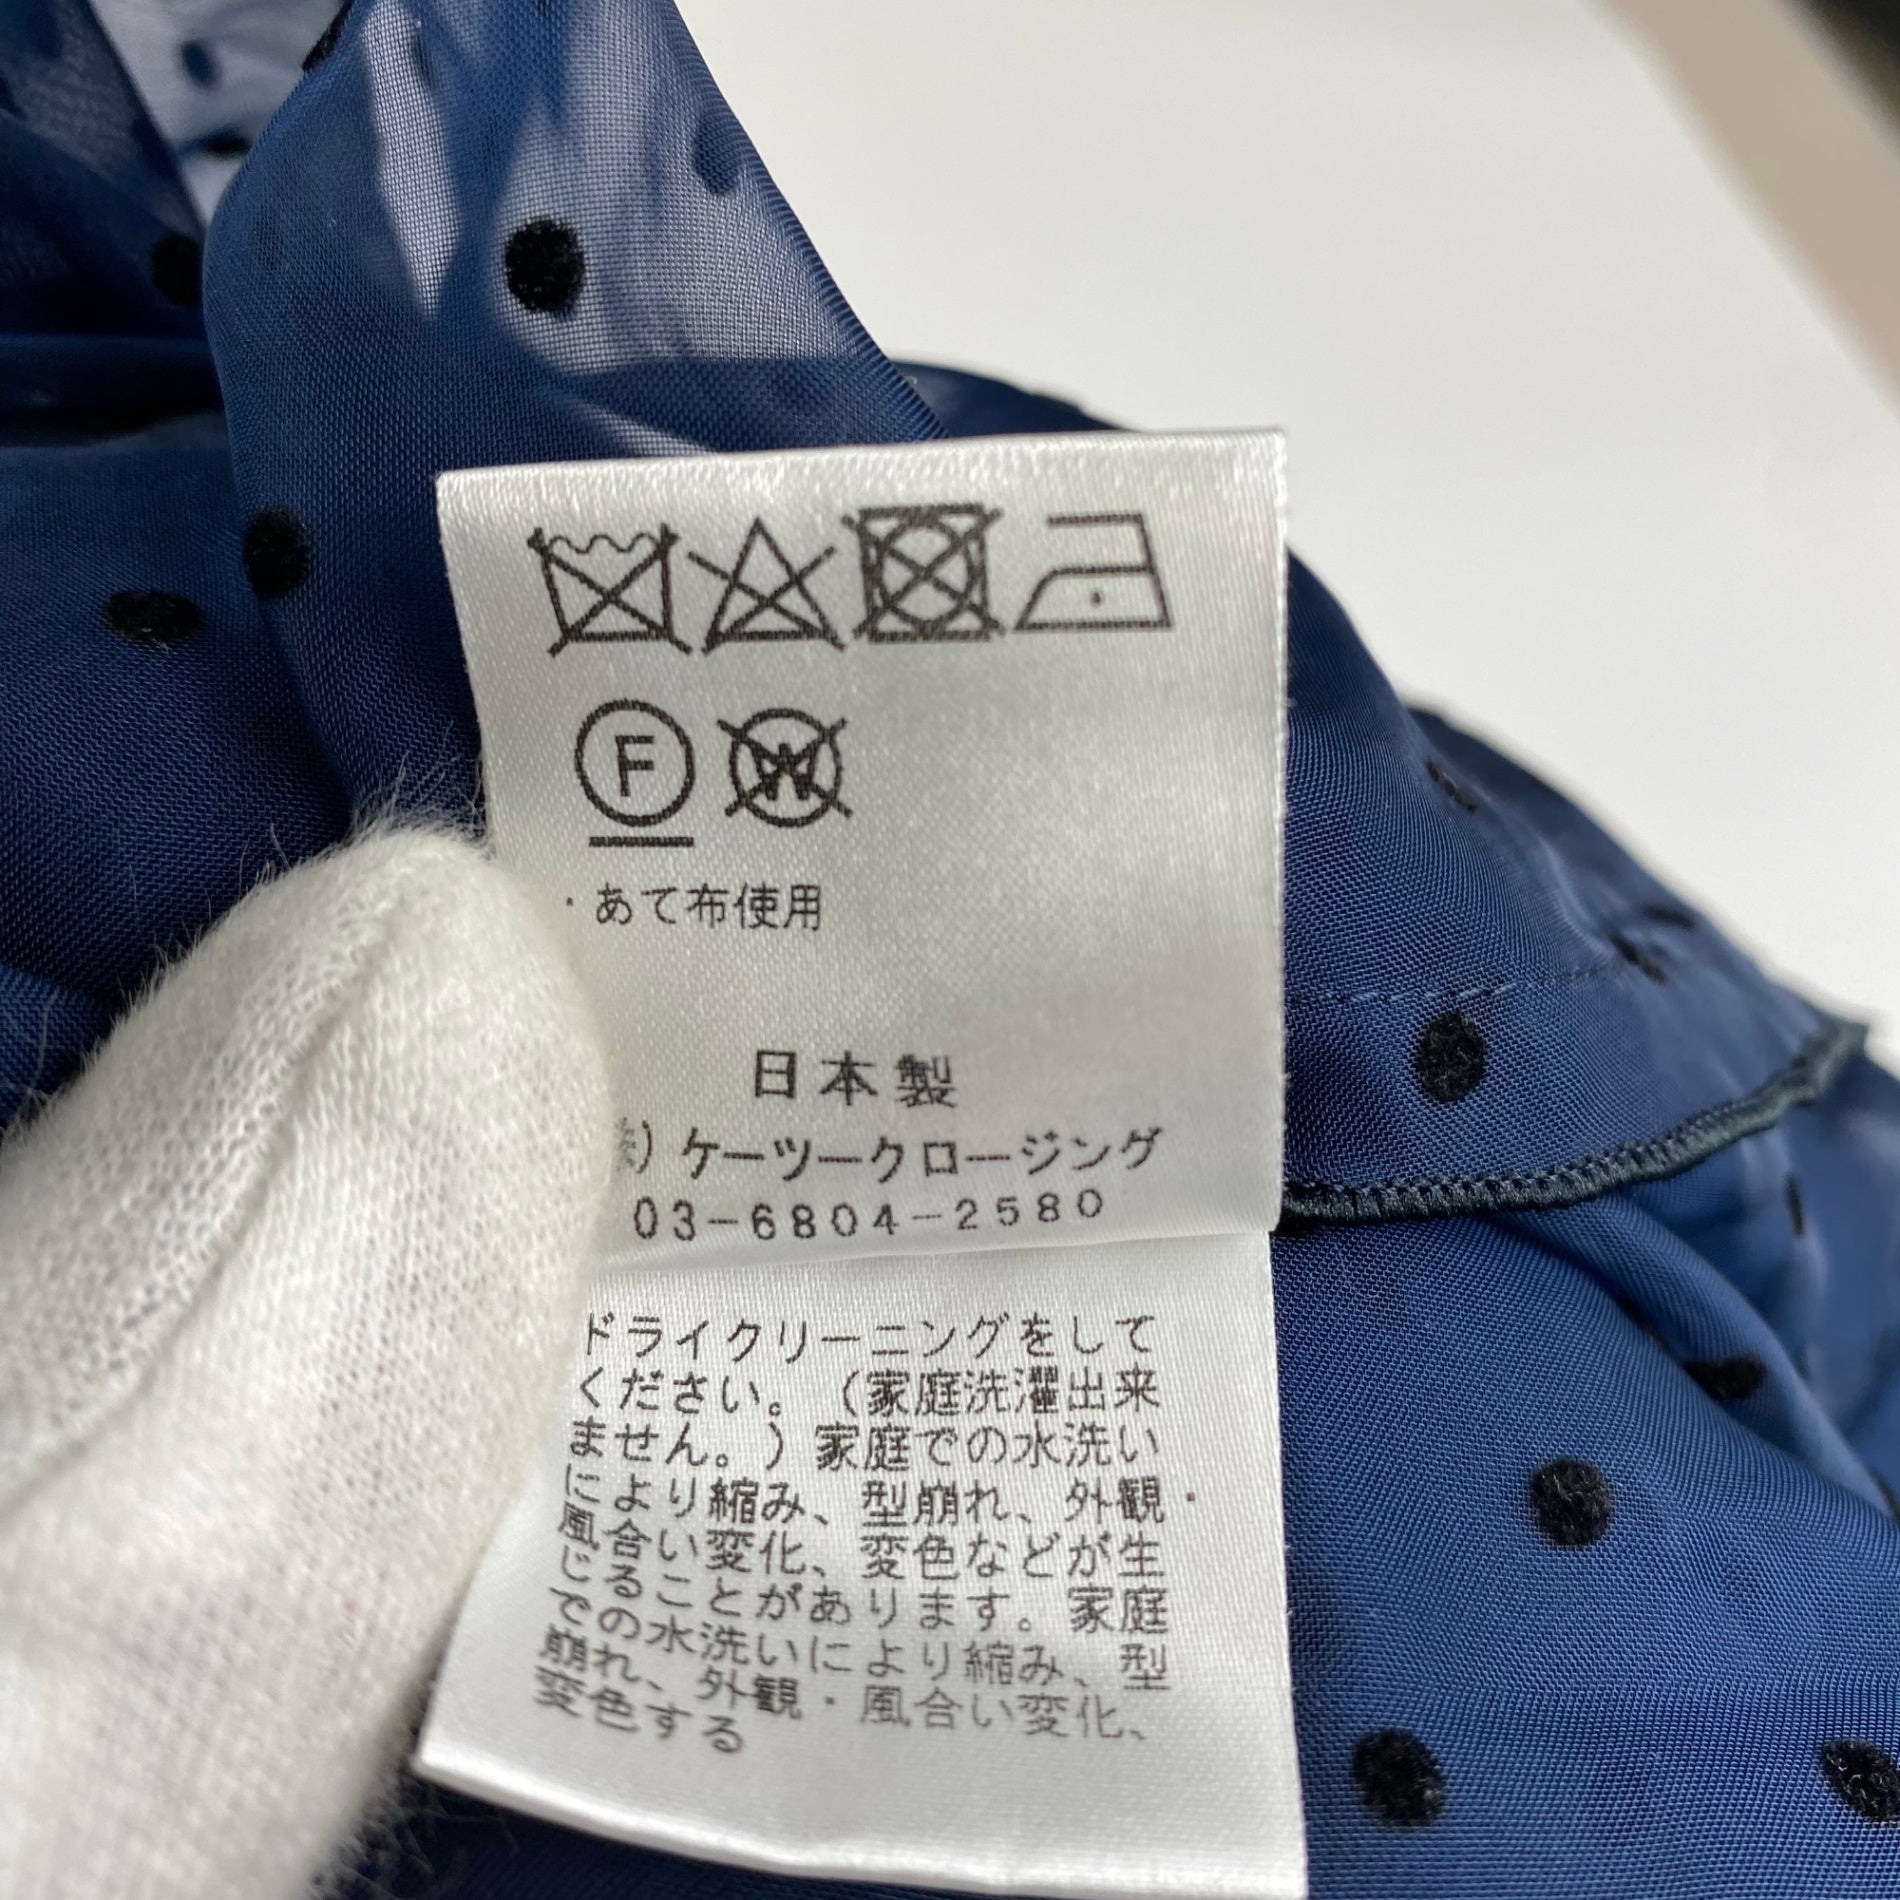 F
W
・あて布使用
日本製
) ケーツークロージング
03-6804-2580
ドライクリーニングをして
ください。(家庭洗濯出来
ません。)家庭での水洗い
により縮み、型崩れ、外観・
風合い変化、変色などが生
じることがあります。家庭
での水洗いにより縮み、型
崩れ、外観・風合い変化、
変色する